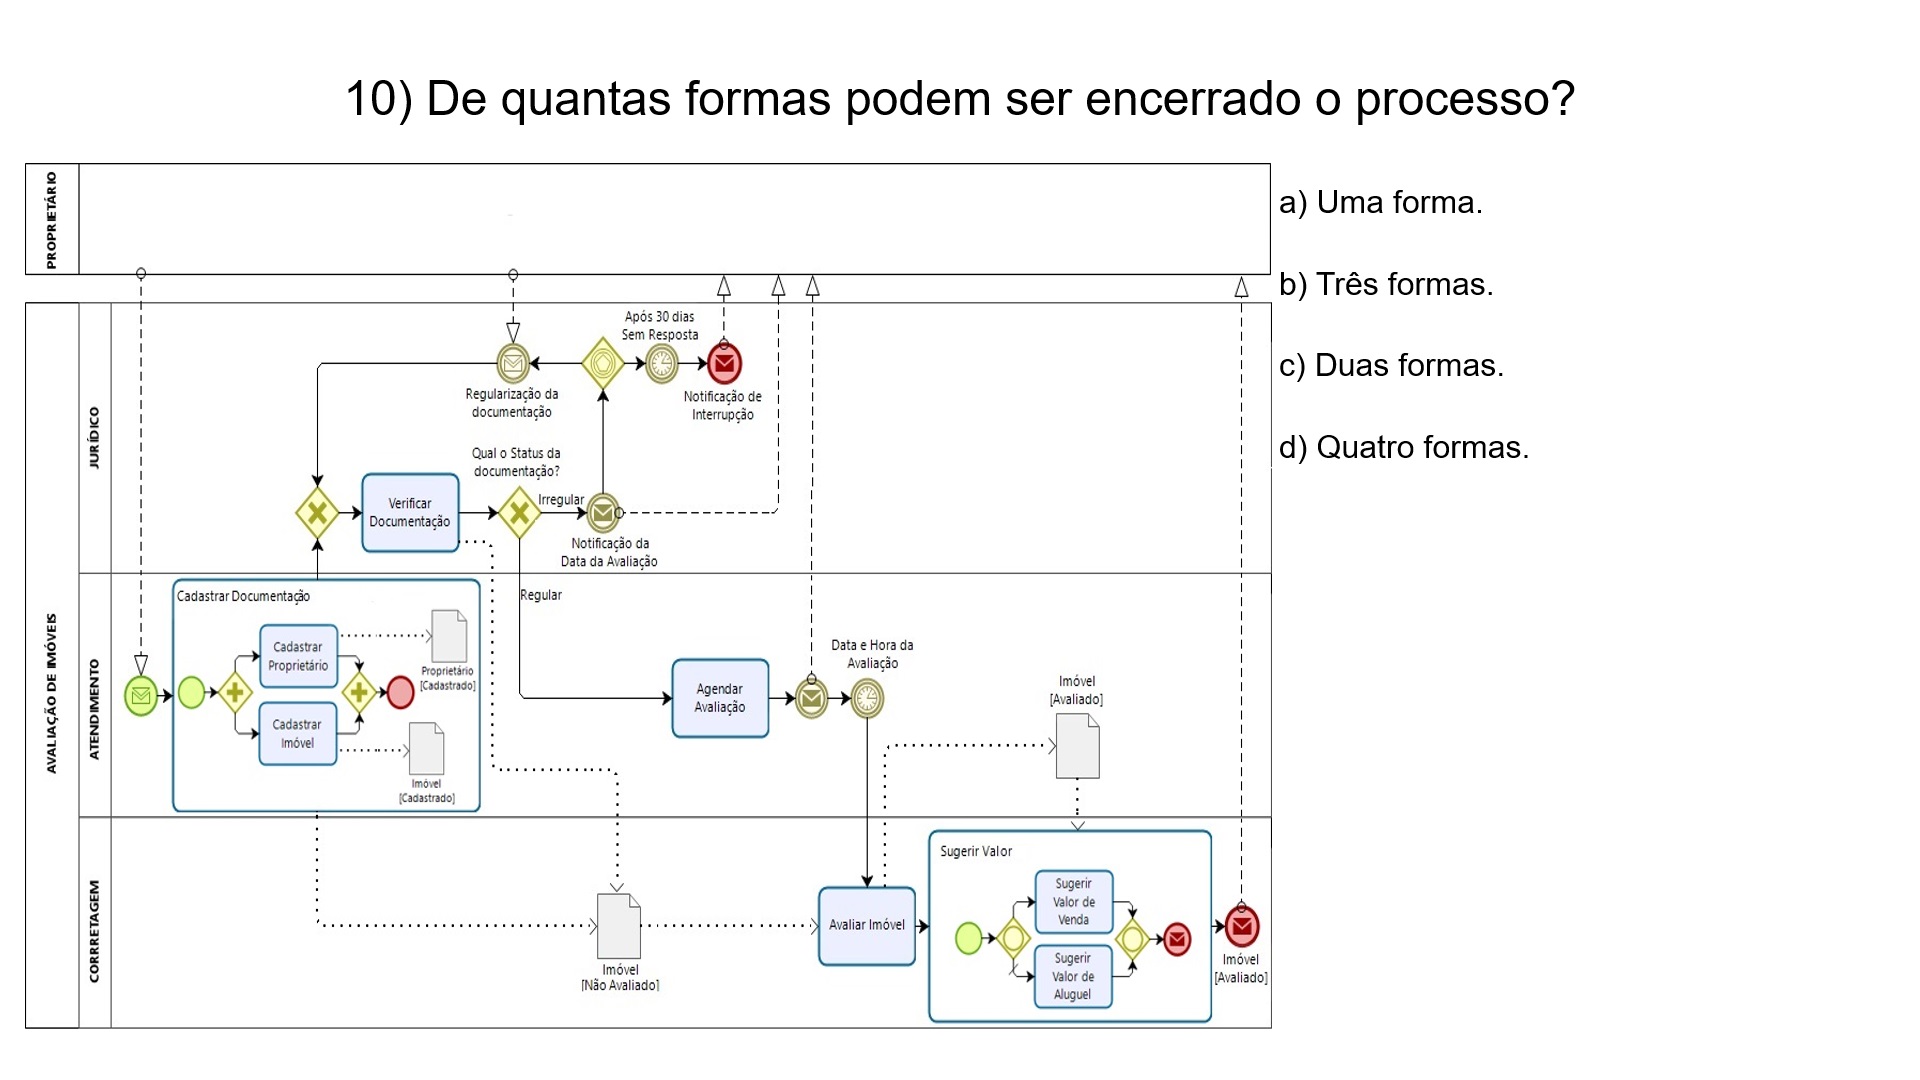 10) De quantas formas podem ser encerrado o processo?
PROPRIETÁRIO
a) Uma forma.
b) Três formas.
c) Duas formas.
d) Quatro formas.
AVALIAÇÃO DE IMÓVEIS
JURÍDICO
Após 30 dias
Sem Resposta
Regularização da
documentação
Notificação de
Interrupção
Qual o Status da
documentação?
Verificar
Documentação
Irregular
Notificação da
Data da Avaliação
Regular
ATENDIMENTO
Cadastrar Documentação
Cadastrar
Proprietário
Proprietário
[Cadastrado]
Cadastrar
Imóvel
Imóvel
[Cadastrado]
Agendar
Avaliação
Data e Hora da
Avaliação
Imóvel
[Avaliado]
CORRETAGEM
Imóvel
[Não Avaliado]
Avaliar Imóvel
Sugerir Valor
Sugerir
Valor de
Venda
Sugerir
Valor de
Aluguel
Imóvel
[Avaliado]